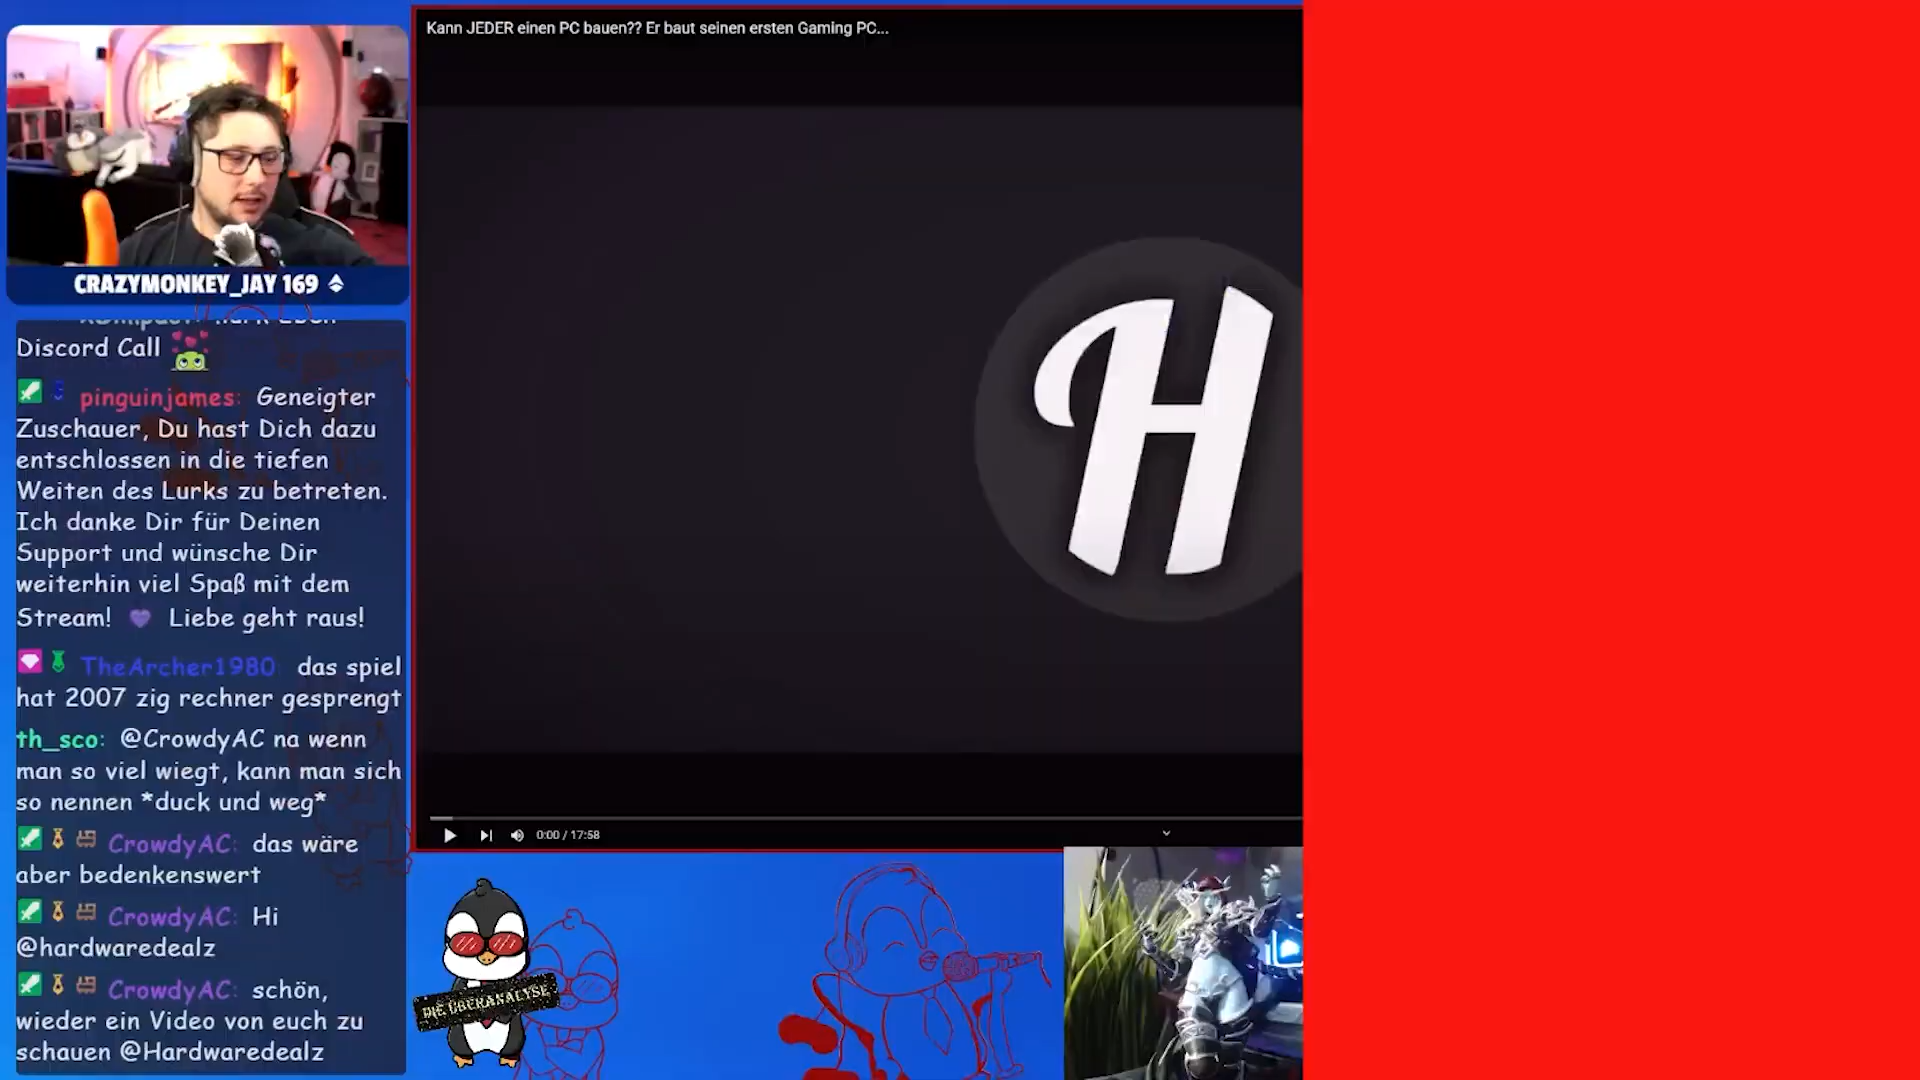 Kann JEDER einen PC bauen?? Er baut seinen ersten Gaming PC...
CRAZYMONKEY_JAY 169
Discord Call
pinguinjames: Geneigter
Zuschauer, Du hast Dich dazu
entschlossen in die tiefen
Weiten des Lurks zu betreten.
Ich danke Dir für Deinen
Support und wünsche Dir
weiterhin viel Spaß mit dem
Stream! Liebe geht raus!
TheArcher1980: das spiel
hat 2007 zig rechner gesprengt
th_sco: @CrowdyAC na wenn
man so viel wiegt, kann man sich
so nennen *duck und weg*
CrowdyAC: das wäre
aber bedenkenswert
CrowdyAC: Hi
@hardwaredealz
CrowdyAC: schön,
wieder ein Video von euch zu
schauen @Hardwaredealz
H
0:00 / 17:58
DIE ÜBERANALYSE